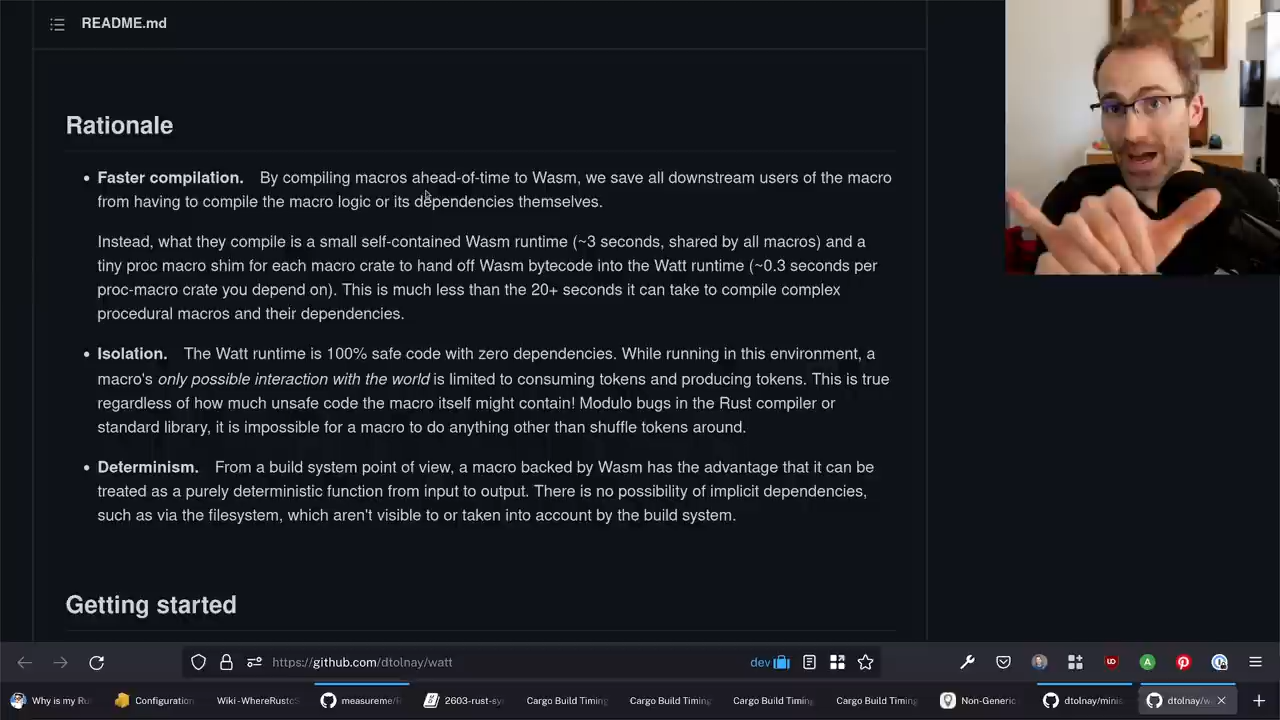 README.md
Rationale
• Faster compilation. By compiling macros ahead-of-time to Wasm, we save all downstream users of the macro
from having to compile the macro logic or its dependencies themselves.
Instead, what they compile is a small self-contained Wasm runtime (~3 seconds, shared by all macros) and a
tiny proc macro shim for each macro crate to hand off Wasm bytecode into the Watt runtime (~0.3 seconds per
proc-macro crate you depend on). This is much less than the 20+ seconds it can take to compile complex
procedural macros and their dependencies.
• Isolation. The Watt runtime is 100% safe code with zero dependencies. While running in this environment, a
macro's only possible interaction with the world is limited to consuming tokens and producing tokens. This is true
regardless of how much unsafe code the macro itself might contain! Modulo bugs in the Rust compiler or
standard library, it is impossible for a macro to do anything other than shuffle tokens around.
• Determinism. From a build system point of view, a macro backed by Wasm has the advantage that it can be
treated as a purely deterministic function from input to output. There is no possibility of implicit dependencies,
such as via the filesystem, which aren't visible to or taken into account by the build system.
Getting started
https://github.com/dtolnay/watt
dev
Why is my Ru
Configuration
Wiki-WhereRustcS
measureme/
2603-rust-sy
Cargo Build Timing
Cargo Build Timing
Cargo Build Timing
Cargo Build Timing
Non-Generic
dtolnay/mini
dtolnay/w